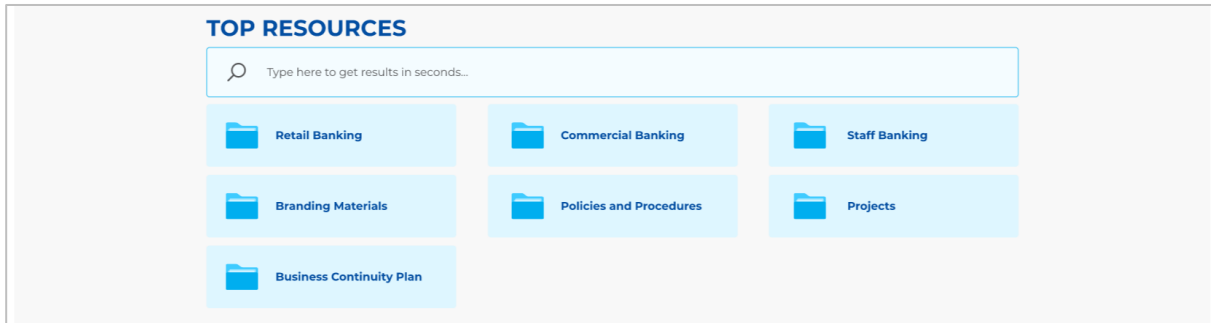 TOP RESOURCES
Type here to get results in seconds...
Retail Banking
Commercial Banking
Staff Banking
Branding Materials
Policies and Procedures
Projects
Business Continuity Plan